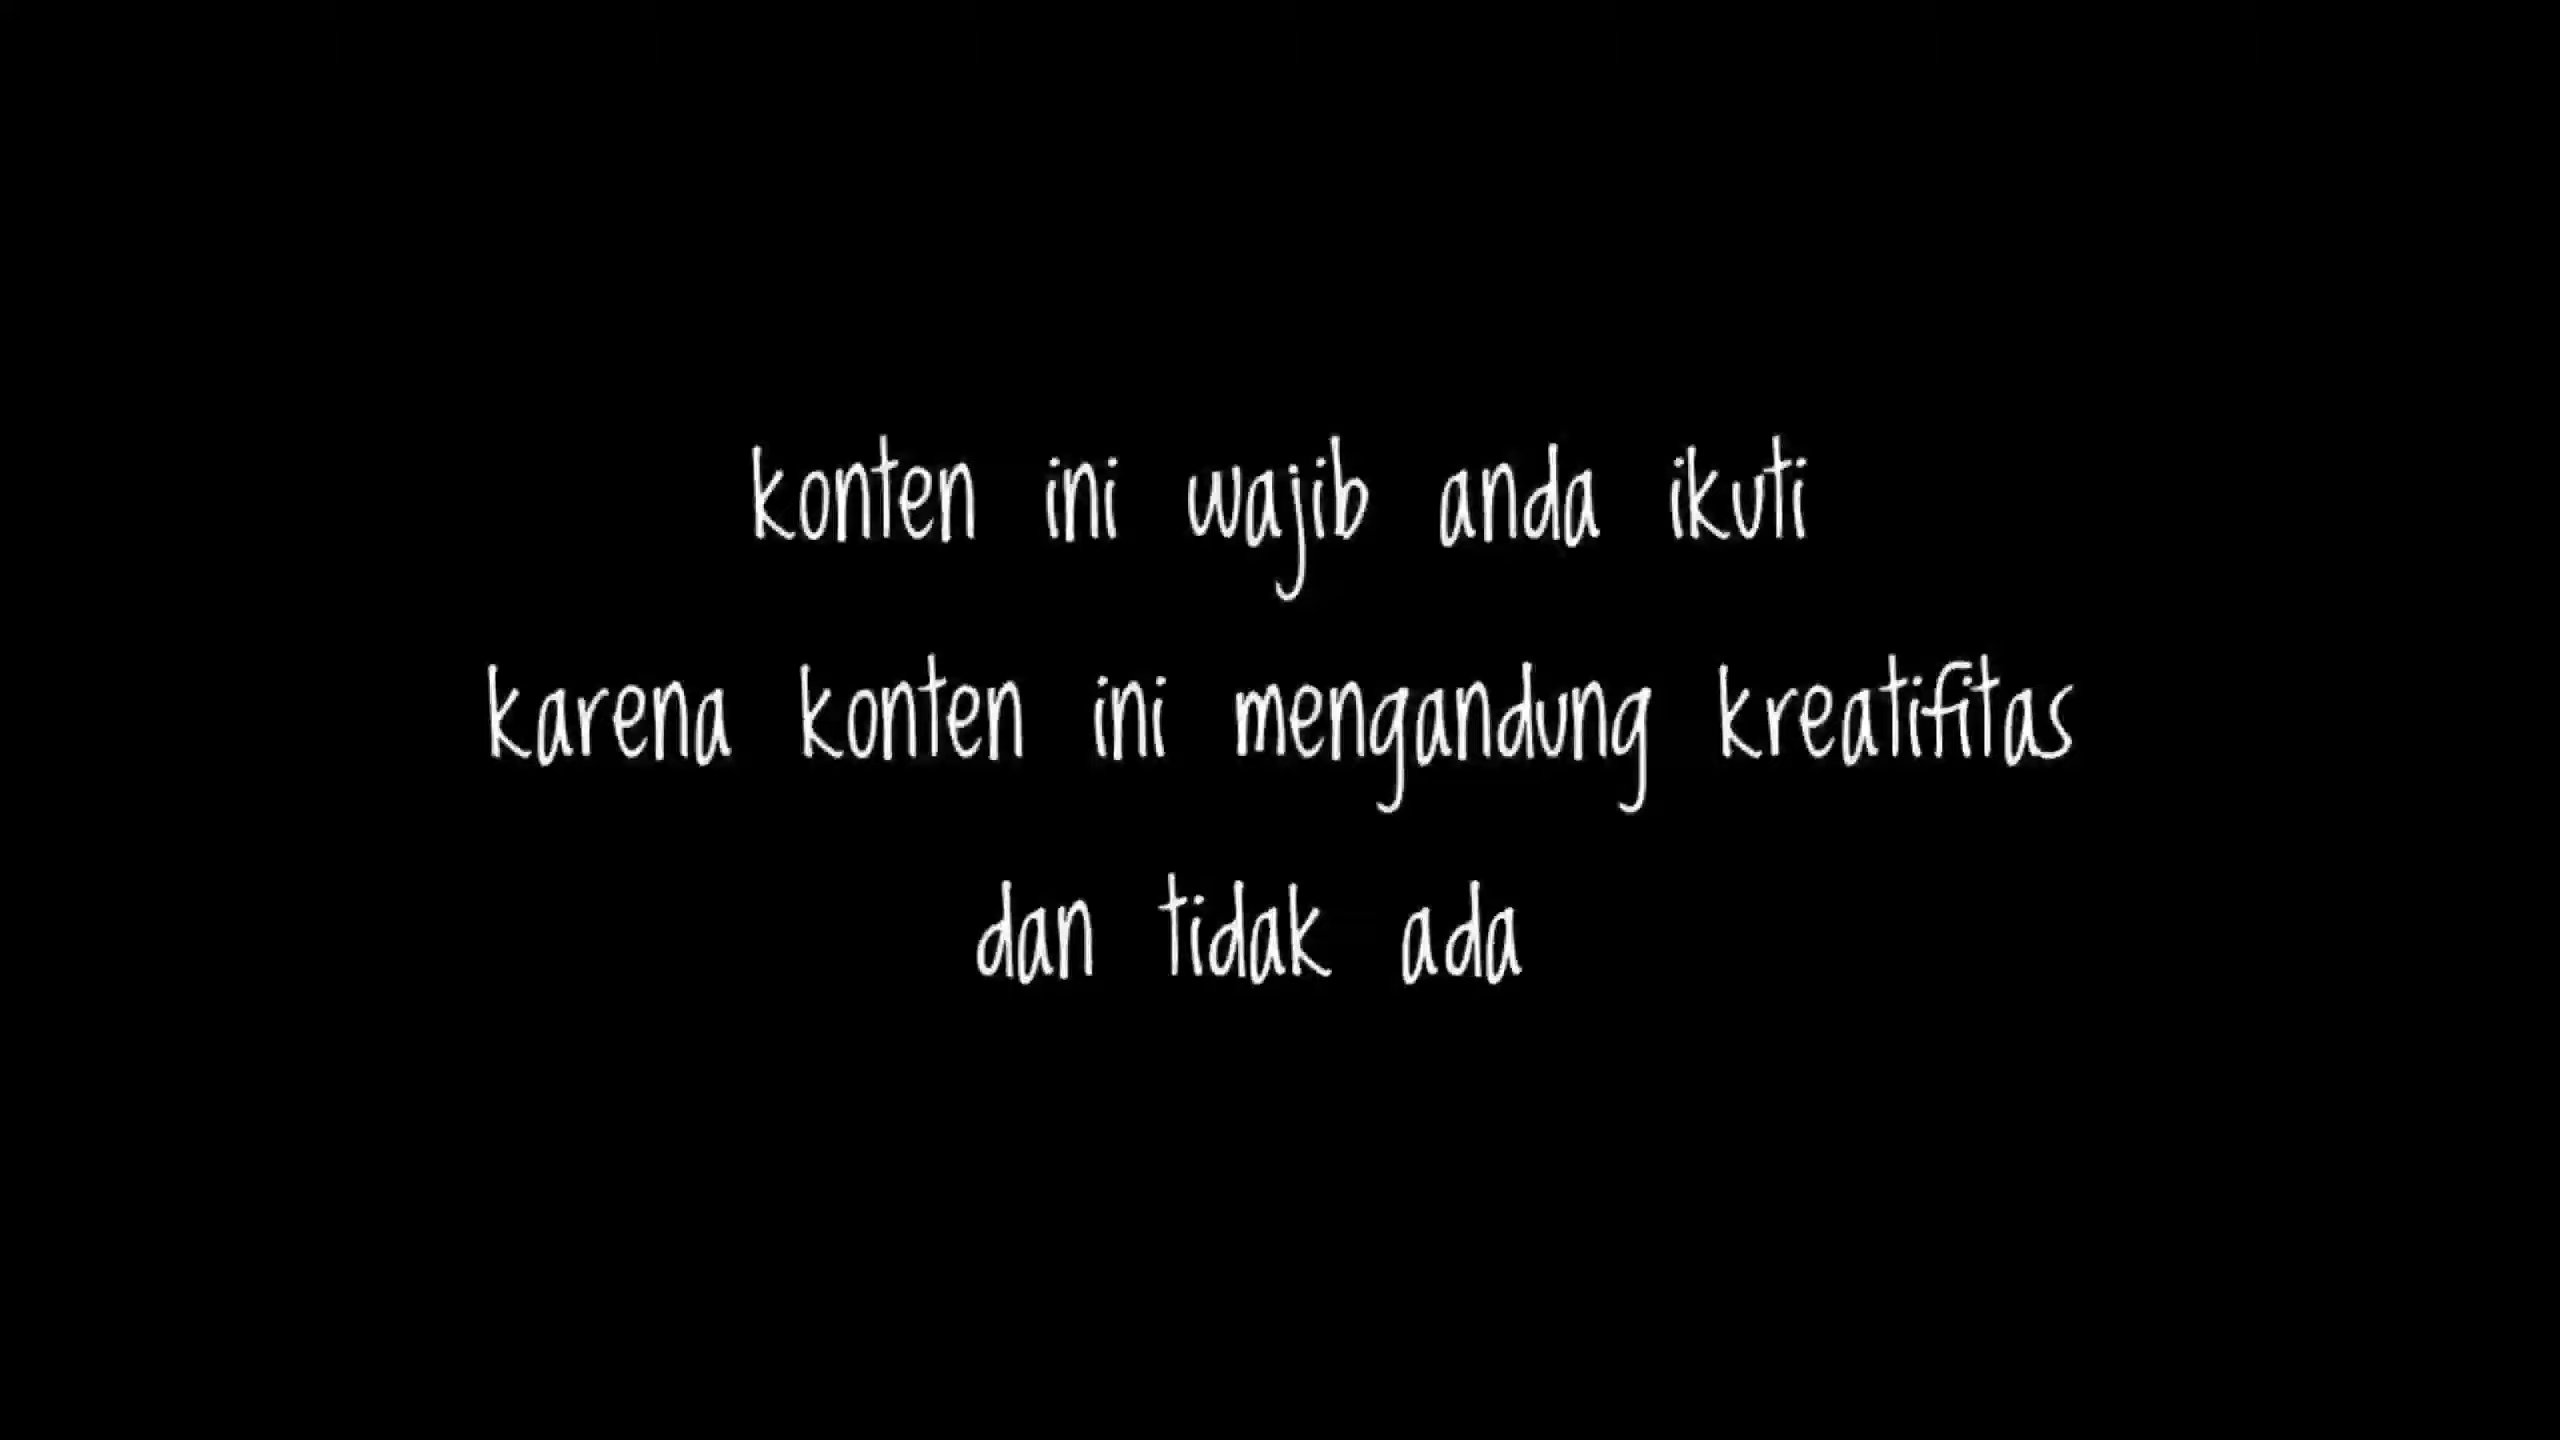 konten ini wajib anda ikuti
karena konten ini mengandung kreatifitas
dan tidak ada